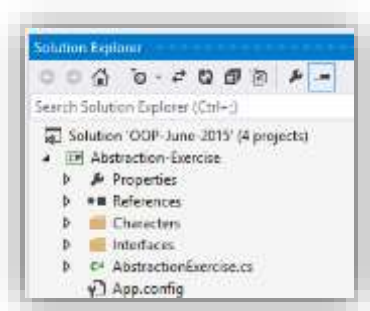 Solution Explorer
Search Solution Explorer (Ctrl+;)
Solution 'OOP-June-2015' (4 projects)
Abstraction-Exercise
Properties
References
Characters
Interfaces
AbstractionExercise.cs
App.config